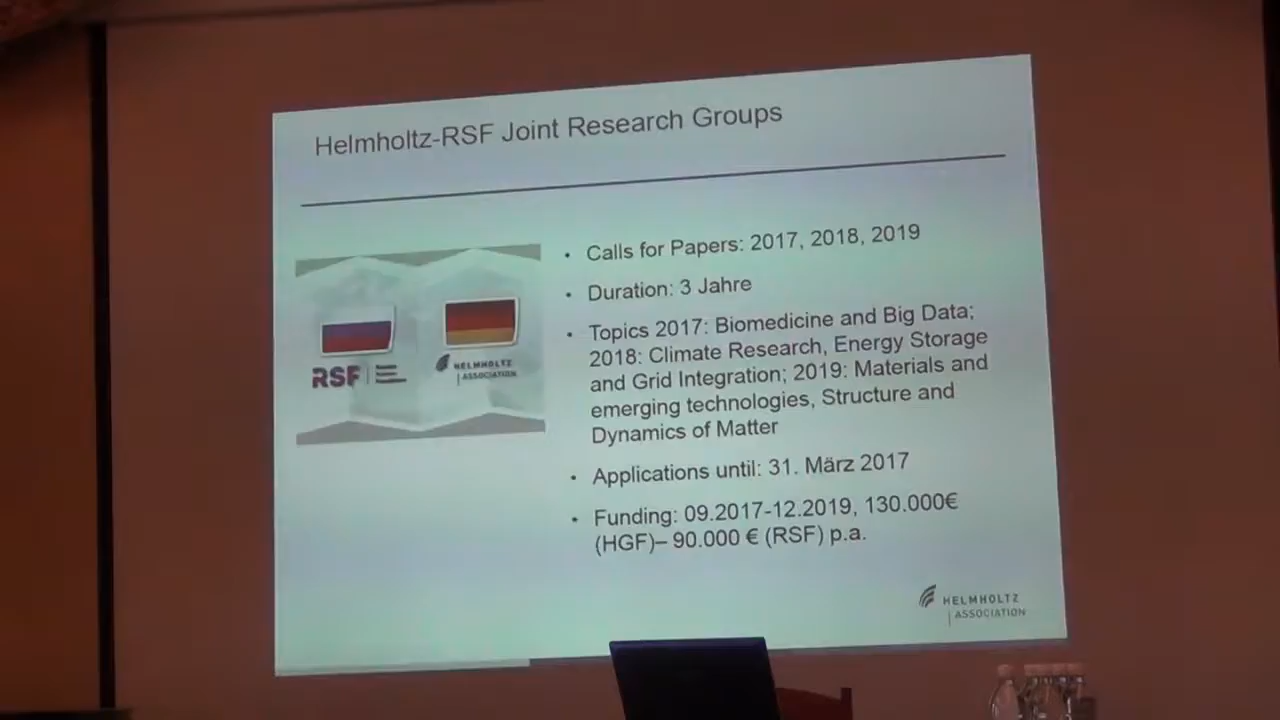 Helmholtz-RSF Joint Research Groups
RSF
HELMHOLTZ
ASSOCIATION
• Calls for Papers: 2017, 2018, 2019
• Duration: 3 Jahre
• Topics 2017: Biomedicine and Big Data;
2018: Climate Research, Energy Storage
and Grid Integration; 2019: Materials and
emerging technologies, Structure and
Dynamics of Matter
• Applications until: 31. März 2017
• Funding: 09.2017-12.2019, 130.000€
(HGF)– 90.000 € (RSF) p.a.
HELMHOLTZ
ASSOCIATION